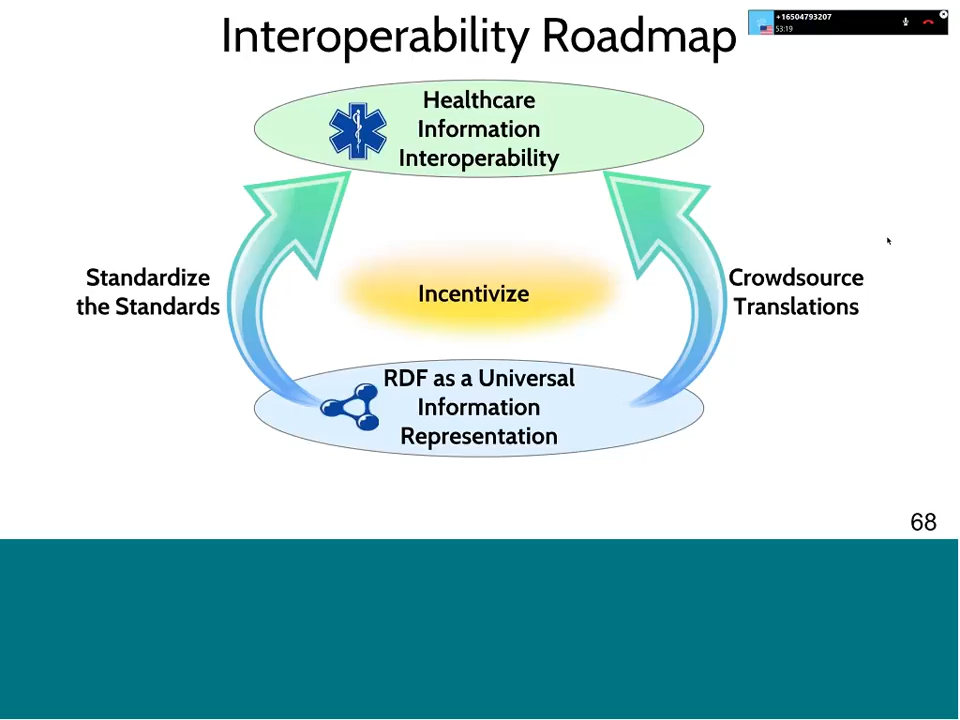 Interoperability Roadmap
+16504793207
53:19
Healthcare
Information
Interoperability
Standardize
the Standards
Incentivize
Crowdsource
Translations
RDF as a Universal
Information
Representation
68